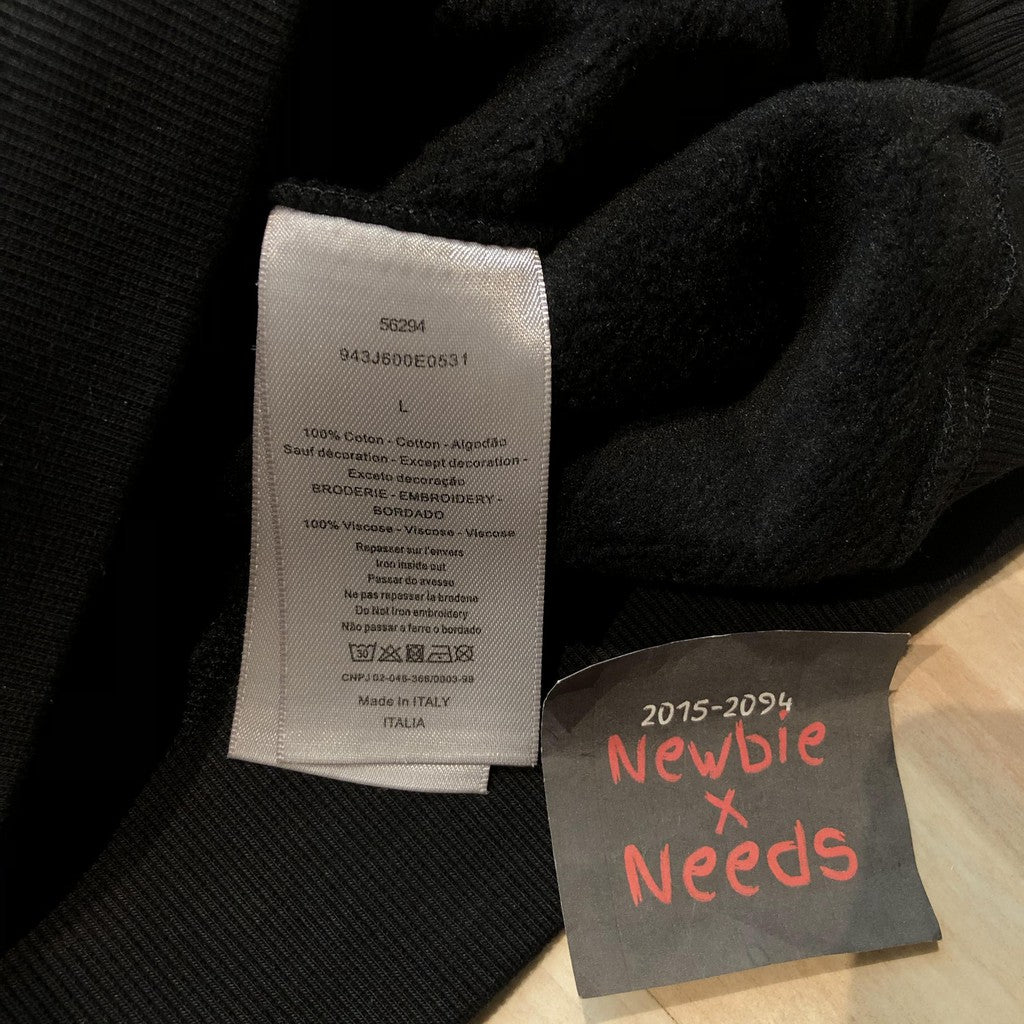 56294
943J600E0531
L
100% Coton - Cotton - Algodão
Sauf décoration - Except decoration -
Exceto decoração
BRODERIE - EMBROIDERY -
BORDADO
100% Viscose - Viscose - Viscose
Repasser sur l'envers
Iron inside out
Passar do avesso
Ne pas repasser la broderie
Do Not Iron embroidery
Não passar a ferro o bordado
30
CNPJ 02-046-366/0003-99
Made in ITALY
ITALIA
2015-2094
Newbie
x
Needs